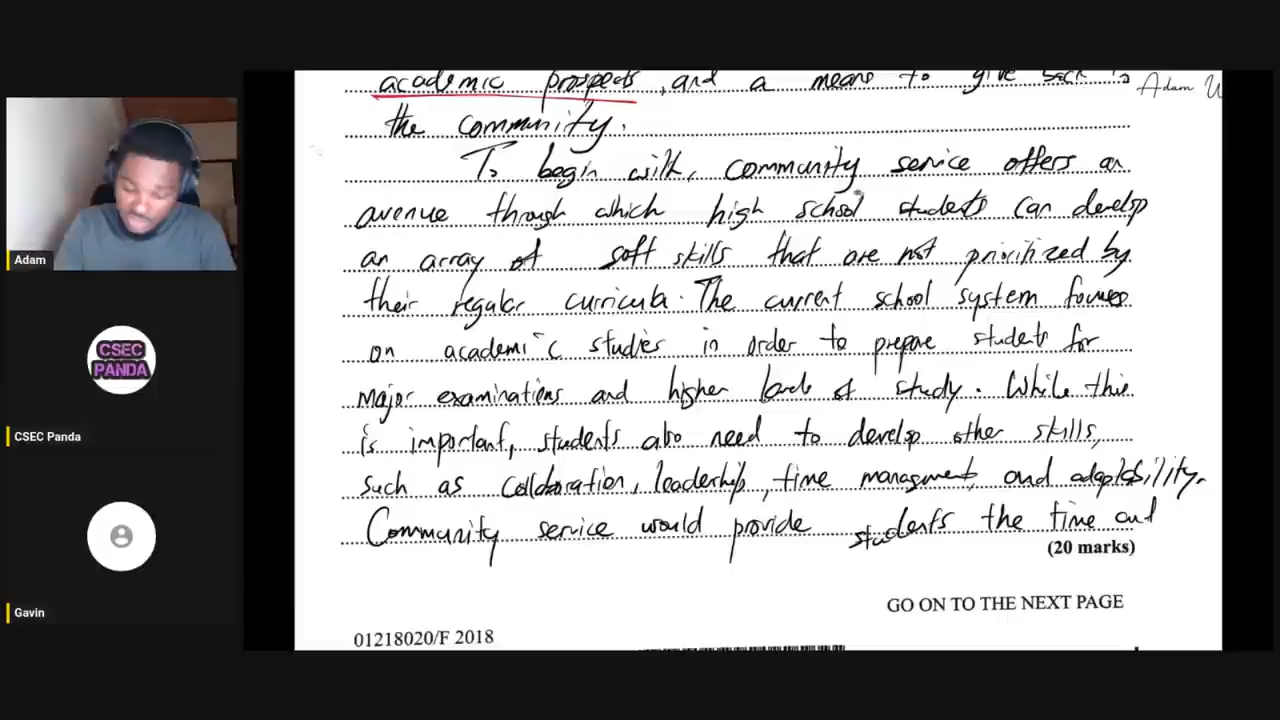 Adam
CSEC
PANDA
CSEC Panda
Gavin
academic prospects, and a means to give back to
Adam
the community.
To begin with, community service offers an
avenue through which high school students can develop
an array of soft skills that are not prioritized by
their regular curricula. The current school system focuses
on academic studies in order to prepare students for
major examinations and higher levels of study. While this
is important, students also need to develop other skills,
such as collaboration, leadership, time management, and adaptability.
Community service would provide students the time and
(20 marks)
GO ON TO THE NEXT PAGE
01218020/F 2018